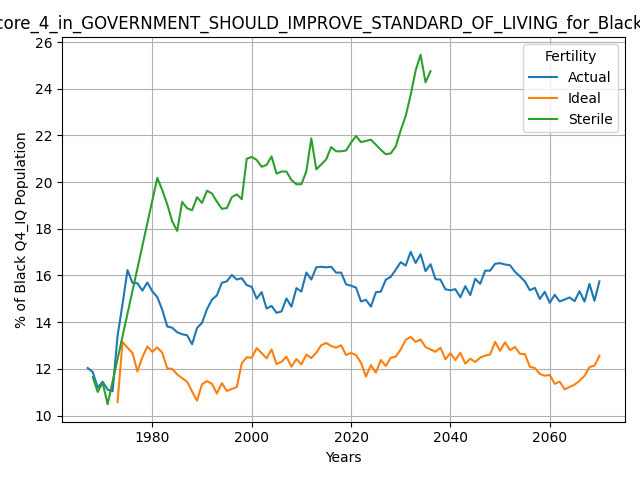 core_4_in_GOVERNMENT_SHOULD_IMPROVE_STANDARD_OF_LIVING_for_Black
Fertility
Actual
Ideal
Sterile
% of Black Q4_IQ Population
26
24
22
20
18
16
14
12
10
1980
2000
2020
2040
2060
Years